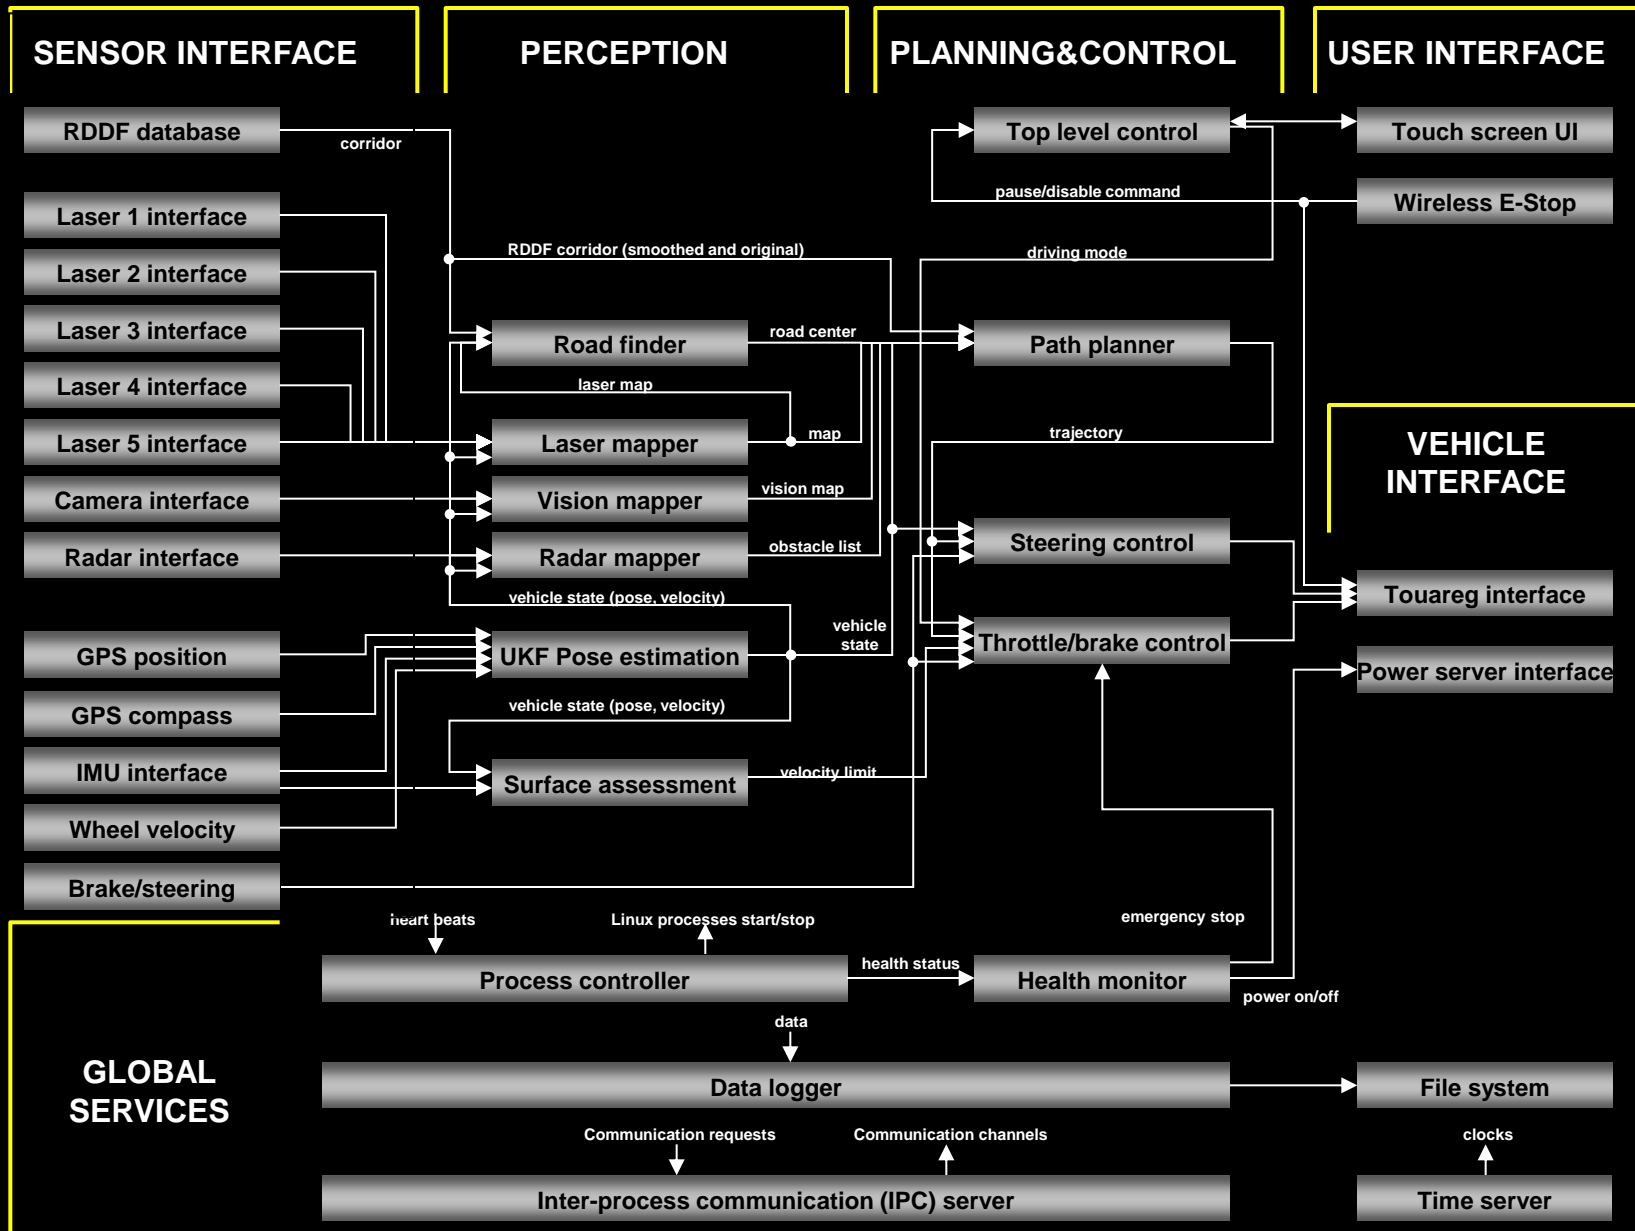 SENSOR INTERFACE
PERCEPTION
PLANNING&CONTROL
USER INTERFACE
RDDF database
corridor
Top level control
Touch screen UI
pause/disable command
Wireless E-Stop
Laser 1 interface
RDDF corridor (smoothed and original)
driving mode
Laser 2 interface
Laser 3 interface
Road finder
road center
Path planner
Laser 4 interface
laser map
Laser 5 interface
Laser mapper
map
trajectory
VEHICLE
INTERFACE
Camera interface
Vision mapper
vision map
Radar interface
Radar mapper
obstacle list
Steering control
vehicle state (pose, velocity)
Touareg interface
vehicle
state
GPS position
UKF Pose estimation
Throttle/brake control
Power server interface
GPS compass
vehicle state (pose, velocity)
IMU interface
Surface assessment
velocity limit
Wheel velocity
Brake/steering
heart beats
Linux processes start/stop
emergency stop
Process controller
health status
Health monitor
power on/off
data
GLOBAL
SERVICES
Data logger
File system
Communication requests
Communication channels
clocks
Inter-process communication (IPC) server
Time server